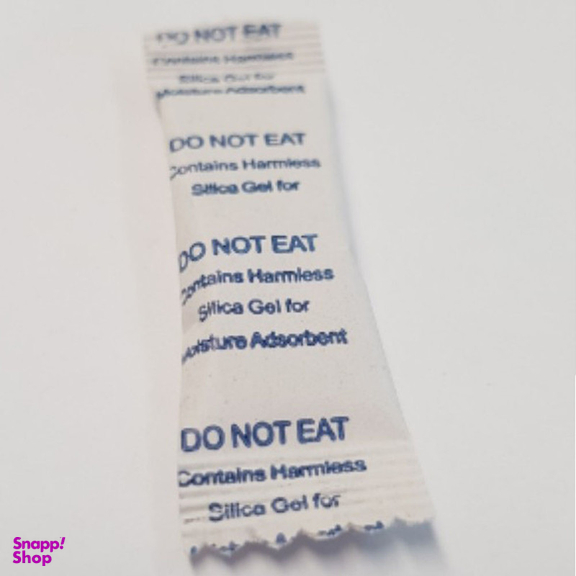 DO NOT EAT
Contains Harmless
Silica Gel for
Moisture Adsorbent
DO NOT EAT
Contains Harmless
Silica Gel for
DO NOT EAT
Contains Harmless
Silica Gel for
Moisture Adsorbent
DO NOT EAT
Contains Harmless
Silica Gel for
Snapp!
Shop